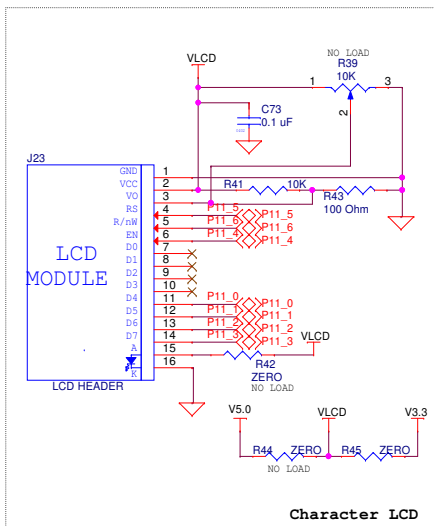 NO LOAD
VLCD
R39
10K
1
3
2
C73
0.1 uF
J23
GND
1
VCC
2
VO
3
RS
4
R/nW
5
EN
6
D0
7
D1
8
D2
9
D3
10
D4
11
D5
12
D6
13
D7
14
A
15
K
16
LCD
MODULE
LCD HEADER
R41
10K
R43
100 Ohm
P11_5
P11_5
P11_6
P11_6
P11_4
P11_4
P11_0
P11_0
P11_1
P11_1
P11_2
P11_2
P11_3
P11_3
VLCD
R42
ZERO
NO LOAD
V5.0
VLCD
V3.3
R44
ZERO
NO LOAD
R45
ZERO
Character LCD